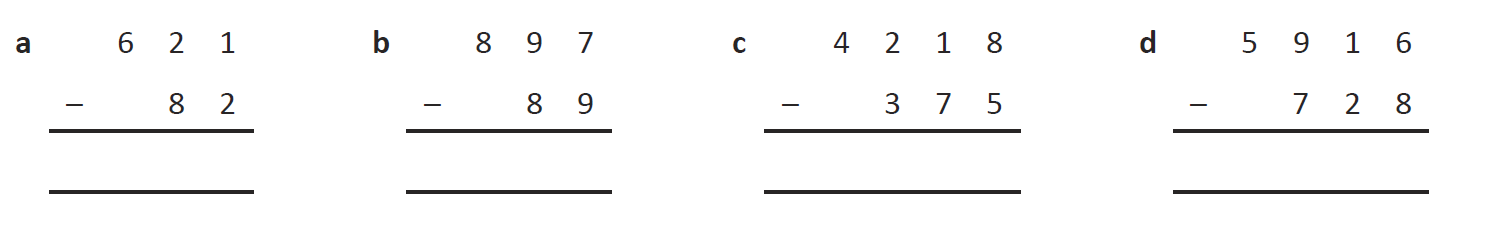 a 6 2 1 b 8 9 7 c 4 2 1 8 d 5 9 1 6
– 8 2 – 8 9 – 3 7 5 – 7 2 8